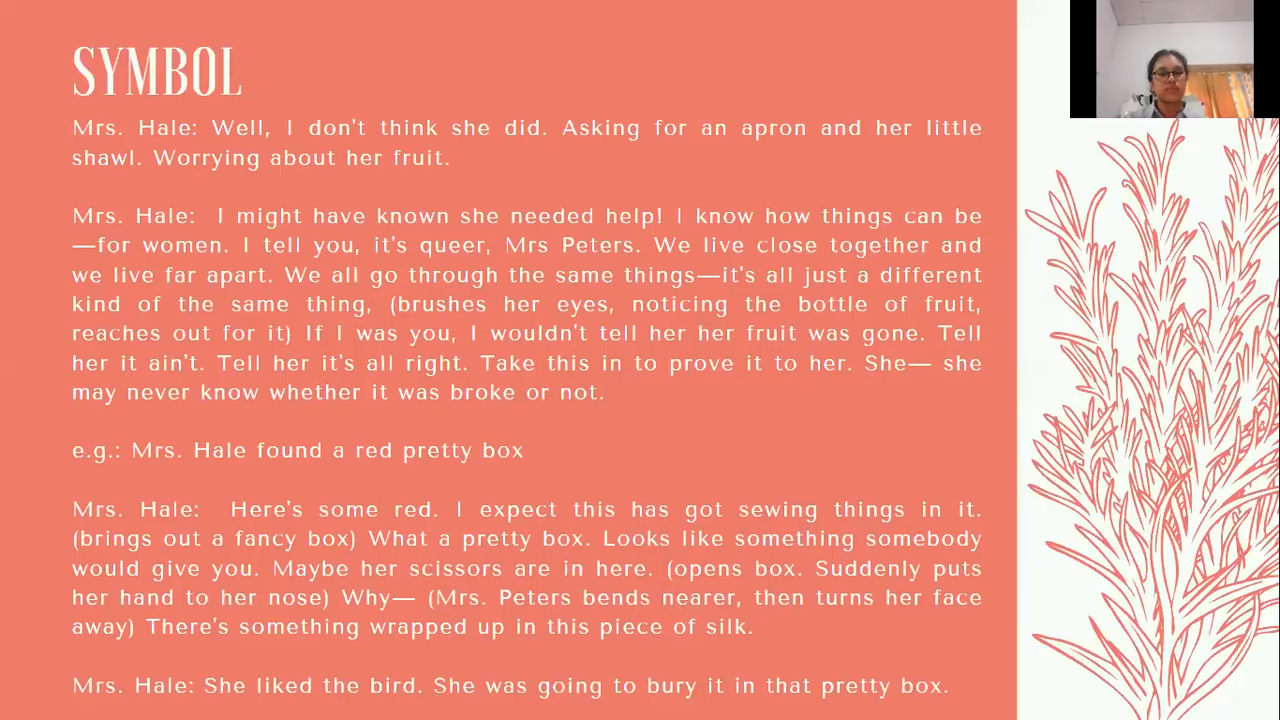 SYMBOL
Mrs. Hale: Well, I don't think she did. Asking for an apron and her little
shawl. Worrying about her fruit.
Mrs. Hale: I might have known she needed help! I know how things can be
—for women. I tell you, it's queer, Mrs Peters. We live close together and
we live far apart. We all go through the same things—it's all just a different
kind of the same thing, (brushes her eyes, noticing the bottle of fruit,
reaches out for it) If I was you, I wouldn't tell her her fruit was gone. Tell
her it ain't. Tell her it's all right. Take this in to prove it to her. She— she
may never know whether it was broke or not.
e.g.: Mrs. Hale found a red pretty box
Mrs. Hale: Here's some red. I expect this has got sewing things in it.
(brings out a fancy box) What a pretty box. Looks like something somebody
would give you. Maybe her scissors are in here. (opens box. Suddenly puts
her hand to her nose) Why— (Mrs. Peters bends nearer, then turns her face
away) There's something wrapped up in this piece of silk.
Mrs. Hale: She liked the bird. She was going to bury it in that pretty box.